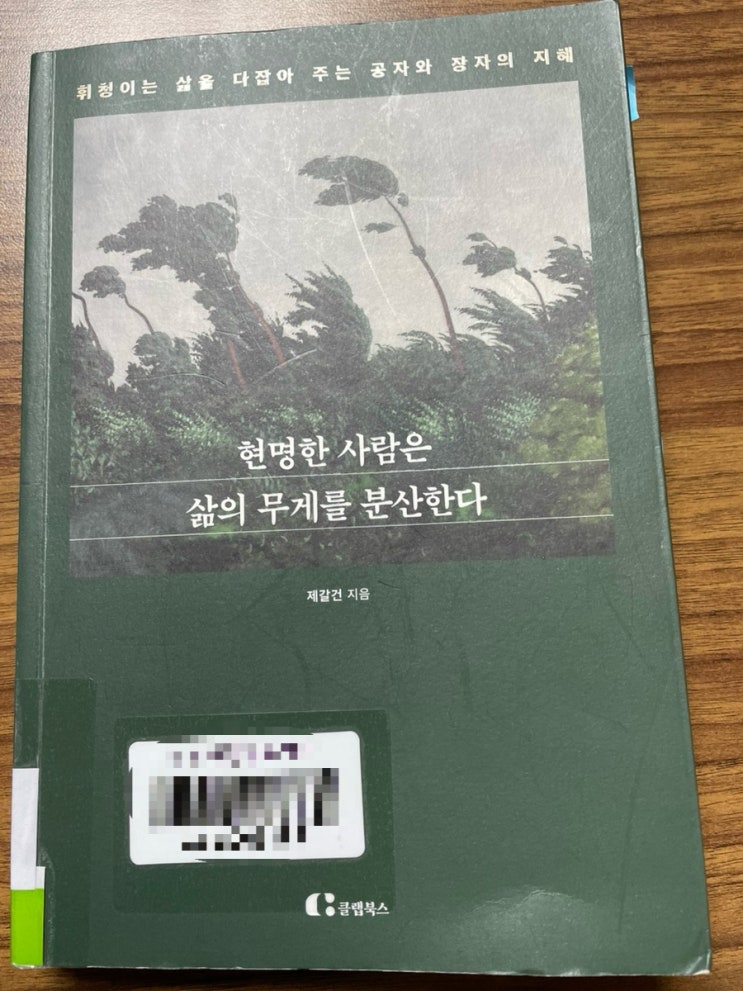 휘청이는 삶을 다잡아 주는 공자와 장자의 지혜
현명한 사람은
삶의 무게를 분산한다
제갈건 지음
클랩북스